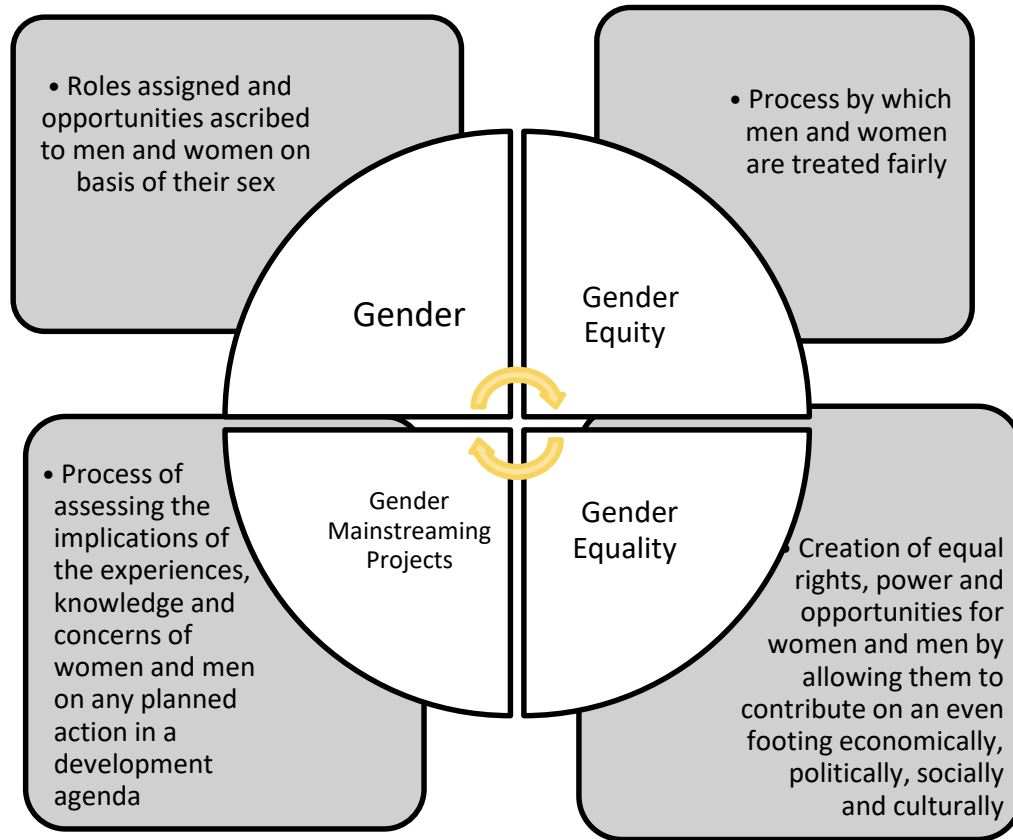 • Roles assigned and
opportunities ascribed
to men and women on
basis of their sex
• Process by which
men and women
are treated fairly
Gender
Gender
Equity
Gender
Mainstreaming
Projects
Gender
Equality
• Process of
assessing the
implications of
the experiences,
knowledge and
concerns of
women and men
on any planned
action in a
development
agenda
• Creation of equal
rights, power and
opportunities for
women and men by
allowing them to
contribute on an even
footing economically,
politically, socially
and culturally